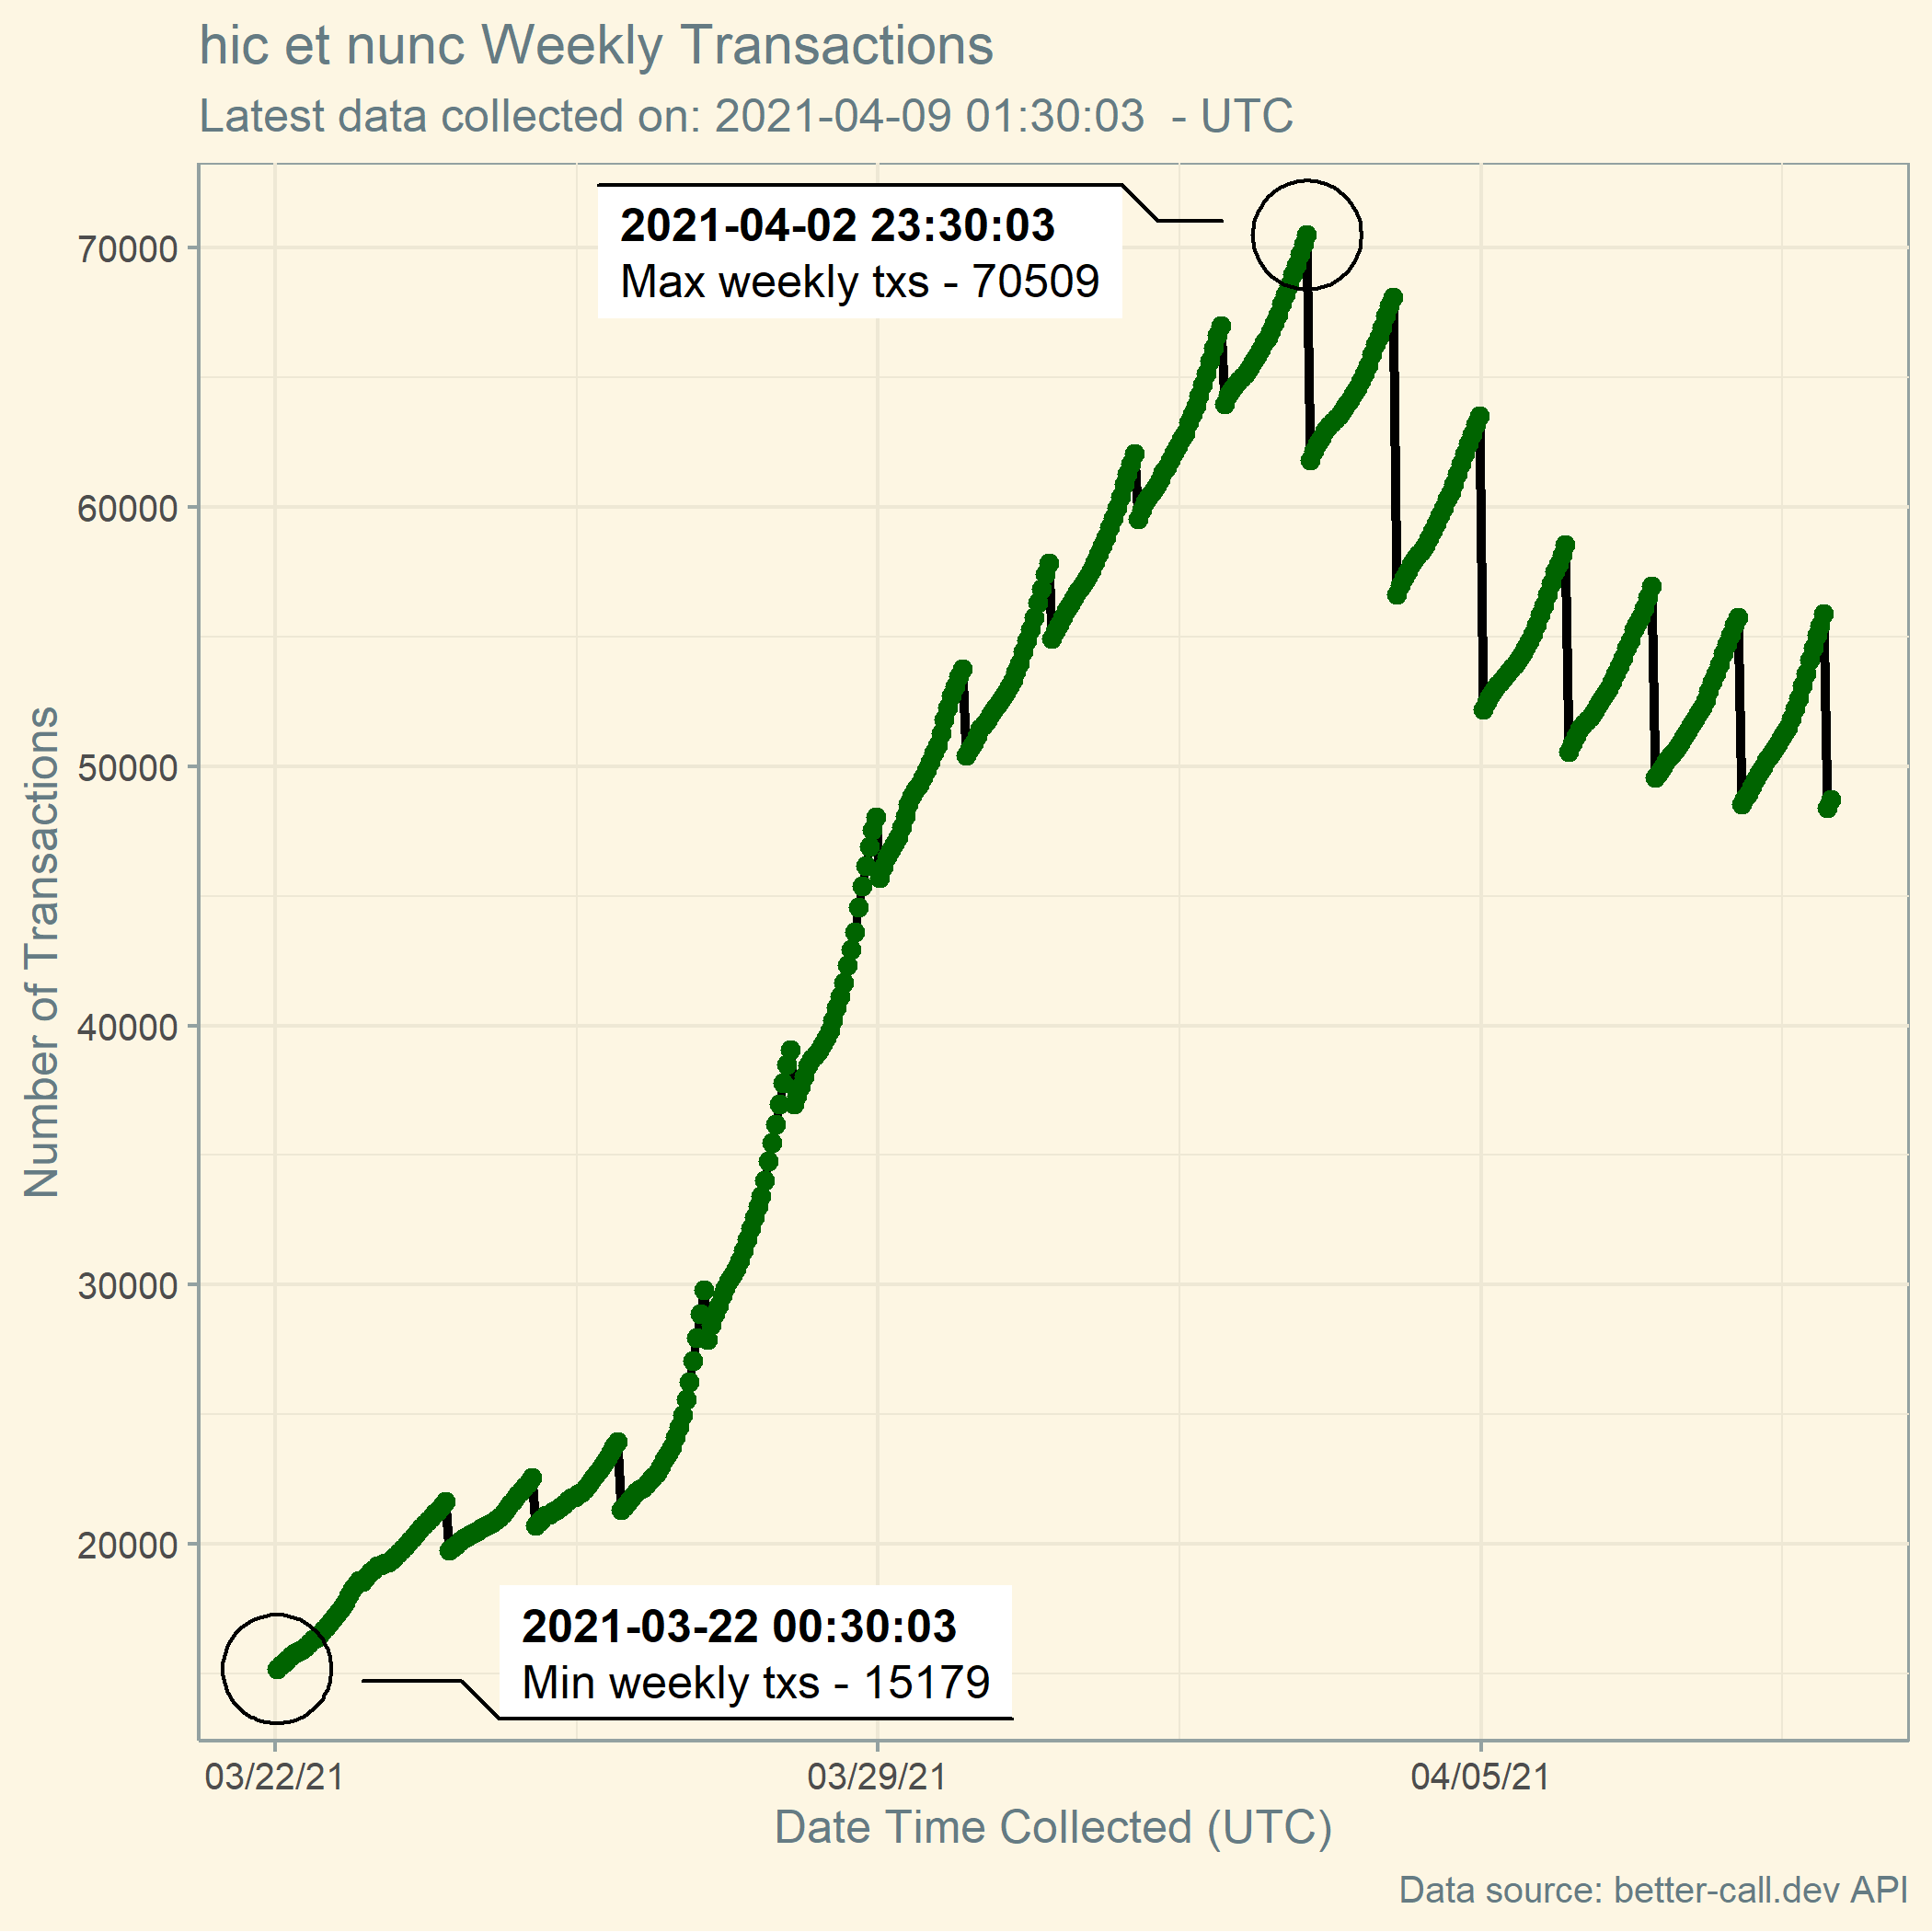 hic et nunc Weekly Transactions
Latest data collected on: 2021-04-09 01:30:03  - UTC
2021-04-02 23:30:03
Max weekly txs - 70509
70000
60000
50000
40000
30000
20000
Number of Transactions
2021-03-22 00:30:03
Min weekly txs - 15179
03/22/21
03/29/21
04/05/21
Date Time Collected (UTC)
Data source: better-call.dev API